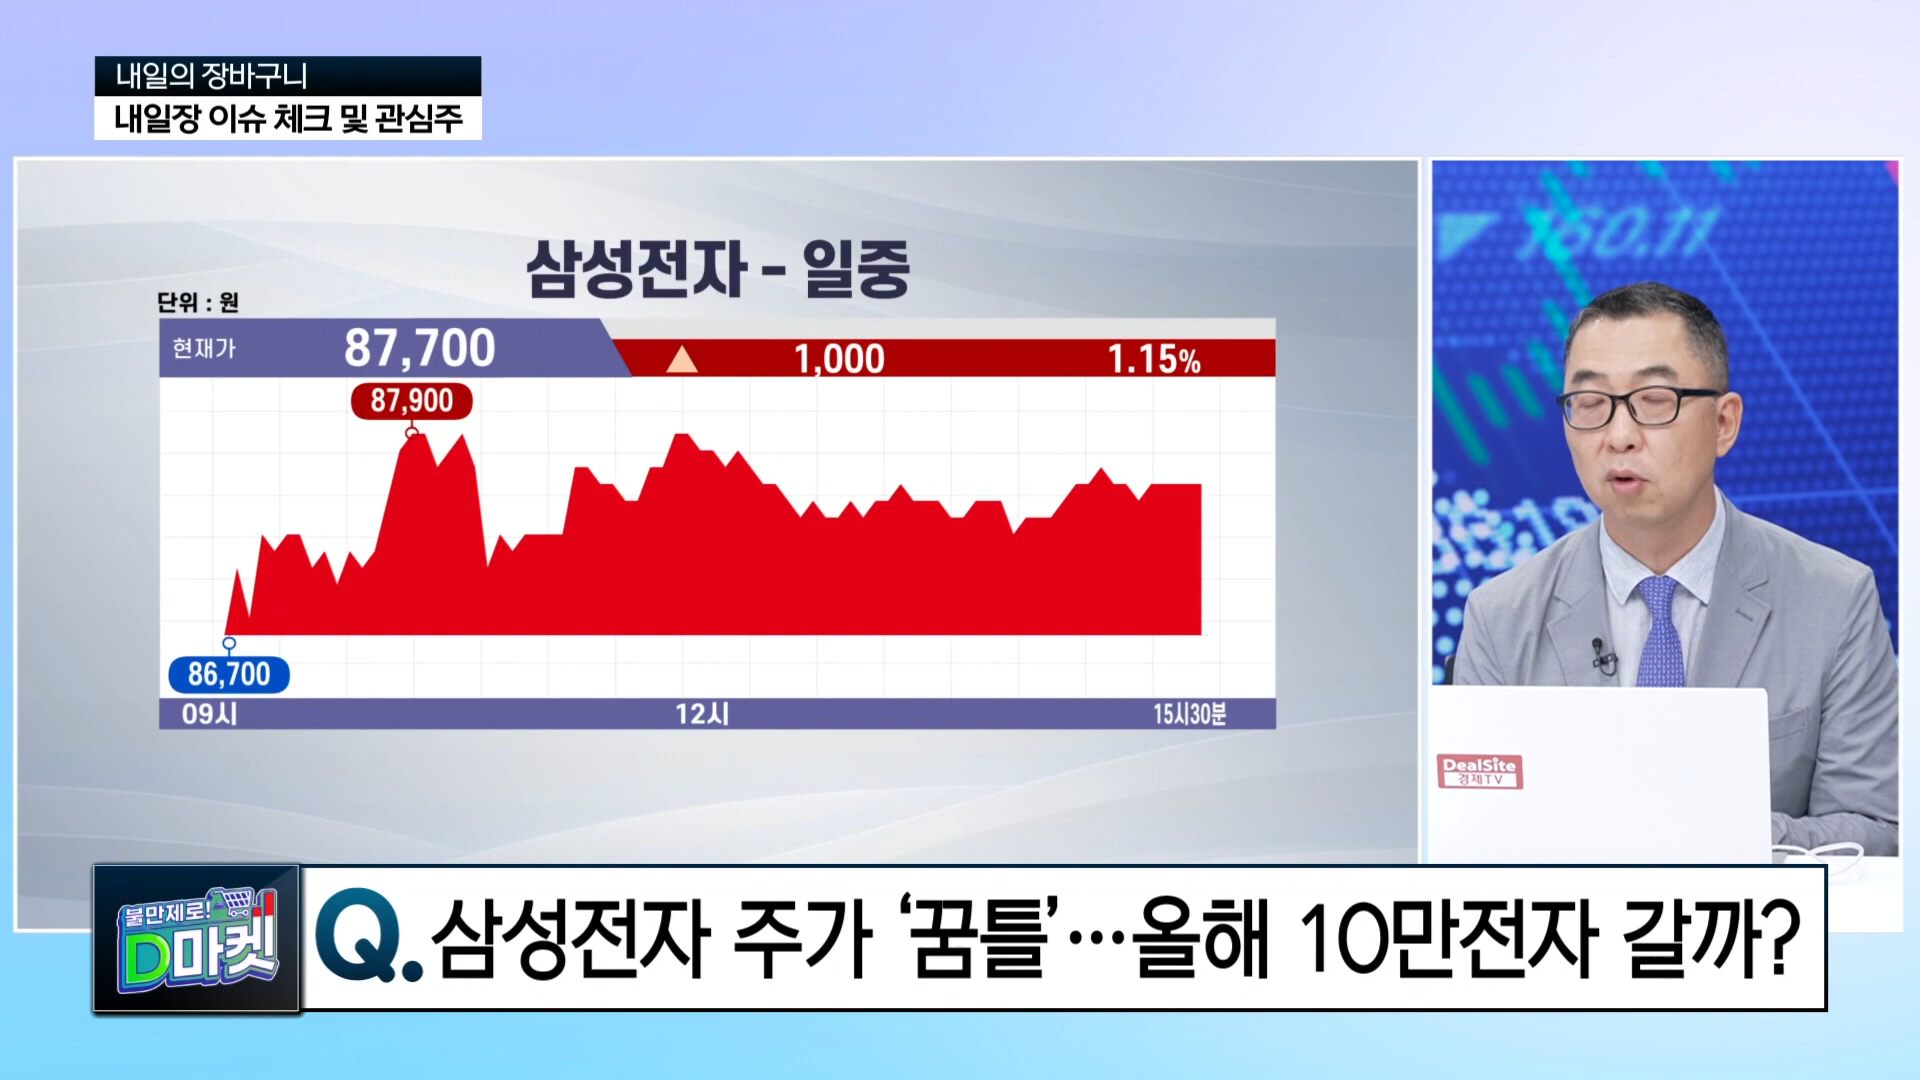 내일의 장바구니
내일장 이슈 체크 및 관심주
삼성전자 - 일중
단위 : 원
현재가
87,700
1,000
1.15%
87,900
86,700
09시
12시
15시30분
DealSite
경제TV
불만제로!
D마켓
Q. 삼성전자 주가 ‘꿈틀’…올해 10만전자 갈까?